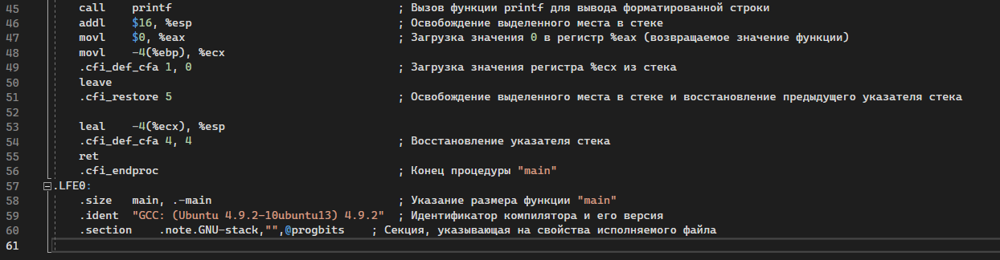 45 call printf ; Вызов функции printf для вывода форматированной строки
46 addl $16, %esp ; Освобождение выделенного места в стеке
47 movl $0, %eax ; Загрузка значения 0 в регистр %eax (возвращаемое значение функции)
48 movl -4(%ebp), %ecx
49 .cfi_def_cfa 1, 0 ; Загрузка значения регистра %ecx из стека
50 leave
51 .cfi_restore 5 ; Освобождение выделенного места в стеке и восстановление предыдущего указателя стека
52
53 leal -4(%ecx), %esp
54 .cfi_def_cfa 4, 4 ; Восстановление указателя стека
55 ret
56 .cfi_endproc ; Конец процедуры "main"
57 .LFE0:
58 .size main, .-main ; Указание размера функции "main"
59 .ident "GCC: (Ubuntu 4.9.2-10ubuntu13) 4.9.2" ; Идентификатор компилятора и его версия
60 .section .note.GNU-stack,"",@progbits ; Секция, указывающая на свойства исполняемого файла
61